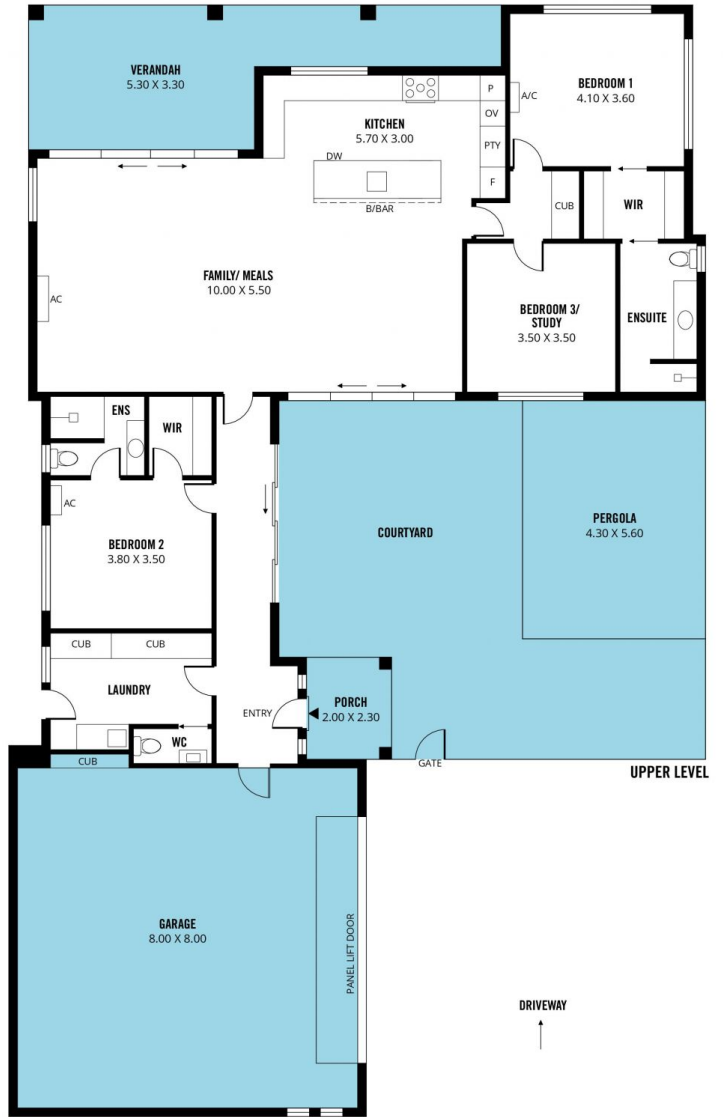 VERANDAH
5.30 X 3.30
BEDROOM 1
4.10 X 3.60
A/C
P
OV
PTY
F
KITCHEN
5.70 X 3.00
DW
B/BAR
CUB
WIR
FAMILY/ MEALS
10.00 X 5.50
AC
BEDROOM 3/
STUDY
3.50 X 3.50
ENSUITE
ENS
WIR
AC
BEDROOM 2
3.80 X 3.50
COURTYARD
PERGOLA
4.30 X 5.60
CUB
CUB
LAUNDRY
ENTRY
PORCH
2.00 X 2.30
WC
CUB
GATE
UPPER LEVEL
GARAGE
8.00 X 8.00
PANEL LIFT DOOR
DRIVEWAY